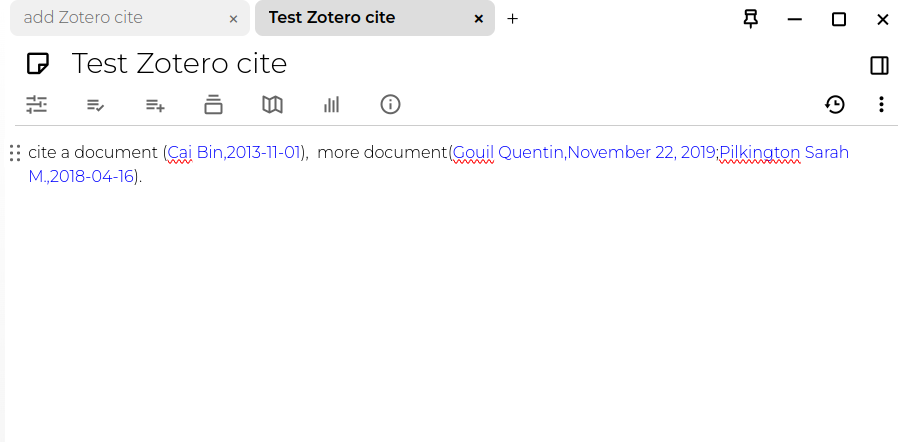 add Zotero cite × Test Zotero cite × +
Test Zotero cite
cite a document (Cai Bin,2013-11-01), more document(Gouil Quentin,November 22, 2019;Pilkington Sarah
M.,2018-04-16).